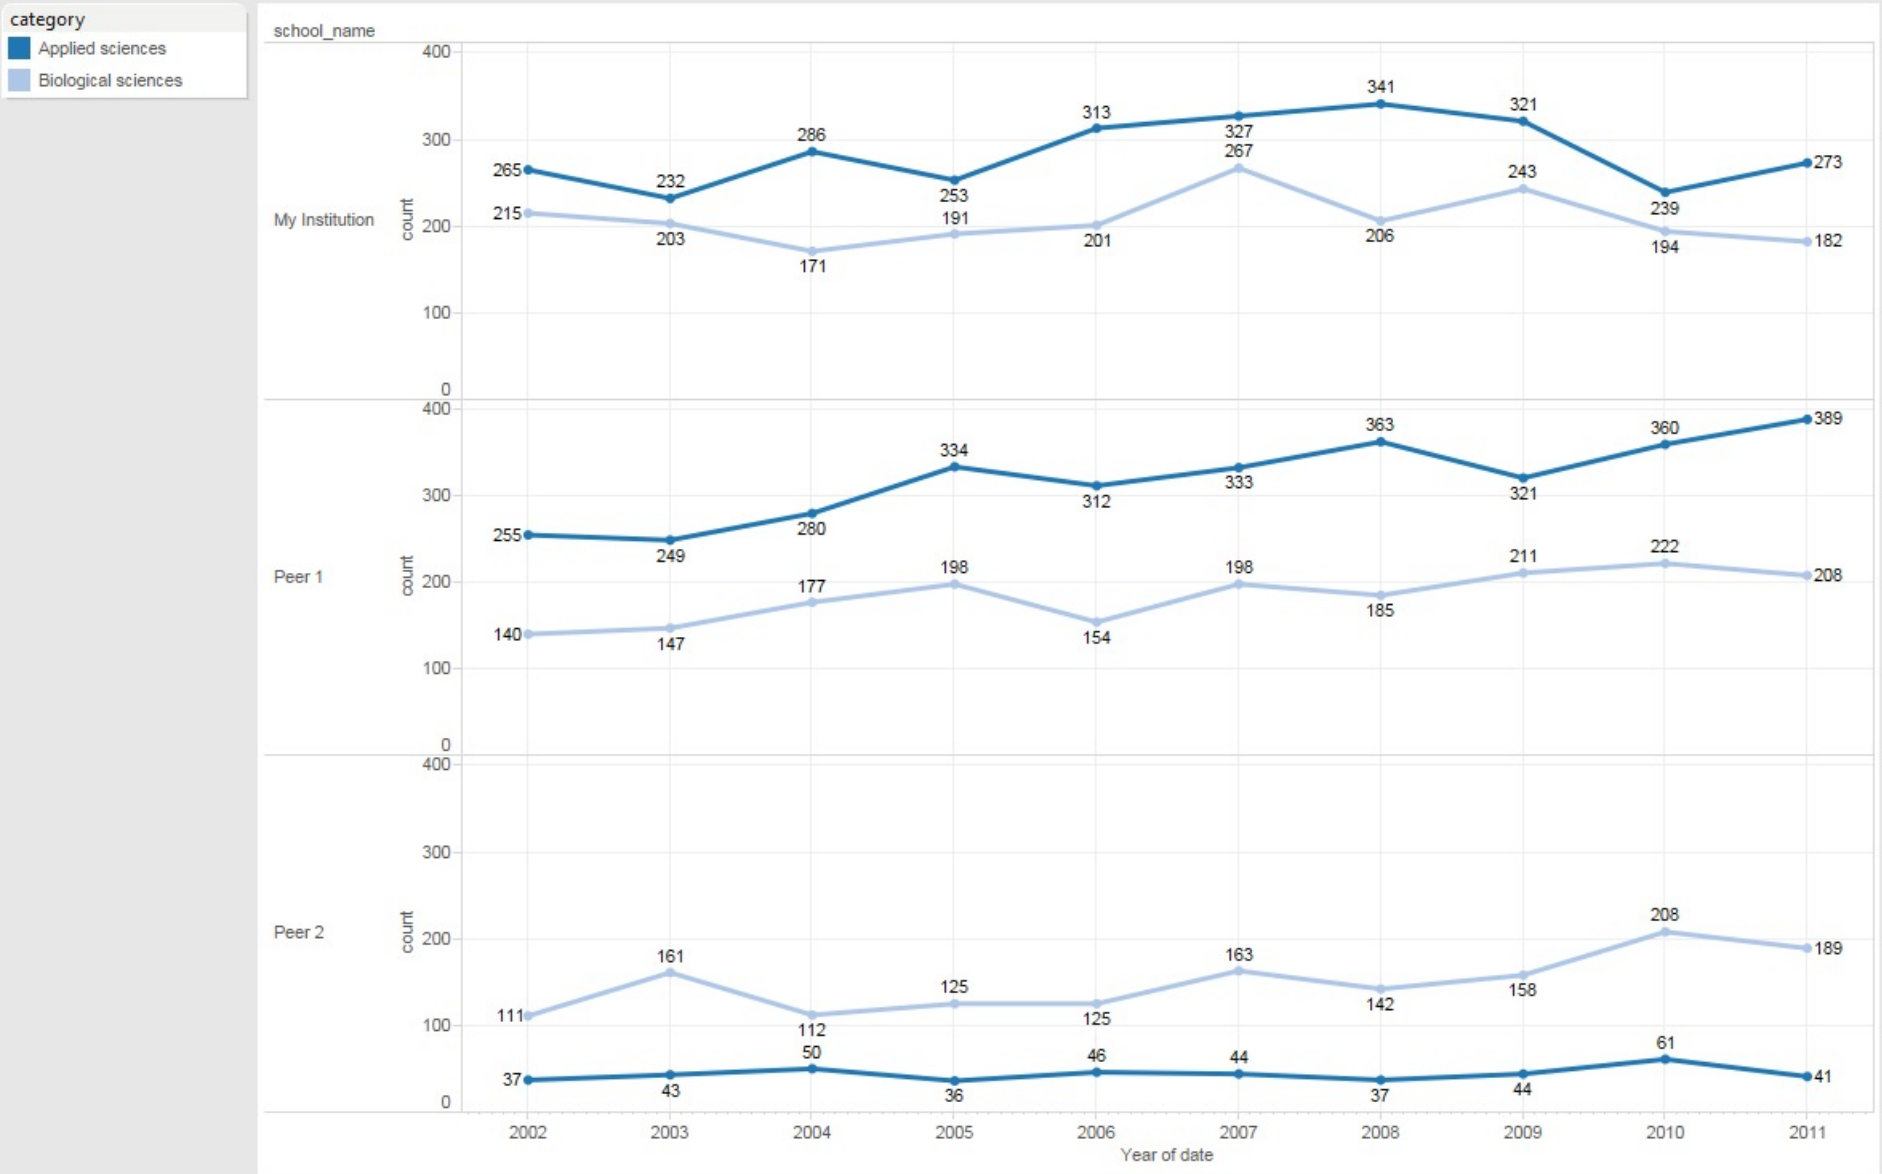 category
Applied sciences
Biological sciences
school_name
My Institution
count
400
300
200
100
0
265 232 286 253 313 327 341 321 239 273
215 203 171 191 201 267 206 243 194 182
Peer 1
count
400
300
200
100
0
255 249 280 334 312 333 363 321 360 389
140 147 177 198 154 198 185 211 222 208
Peer 2
count
400
300
200
100
0
111 161 112 125 125 163 142 158 208 189
37 43 50 36 46 44 37 44 61 41
2002 2003 2004 2005 2006 2007 2008 2009 2010 2011
Year of date